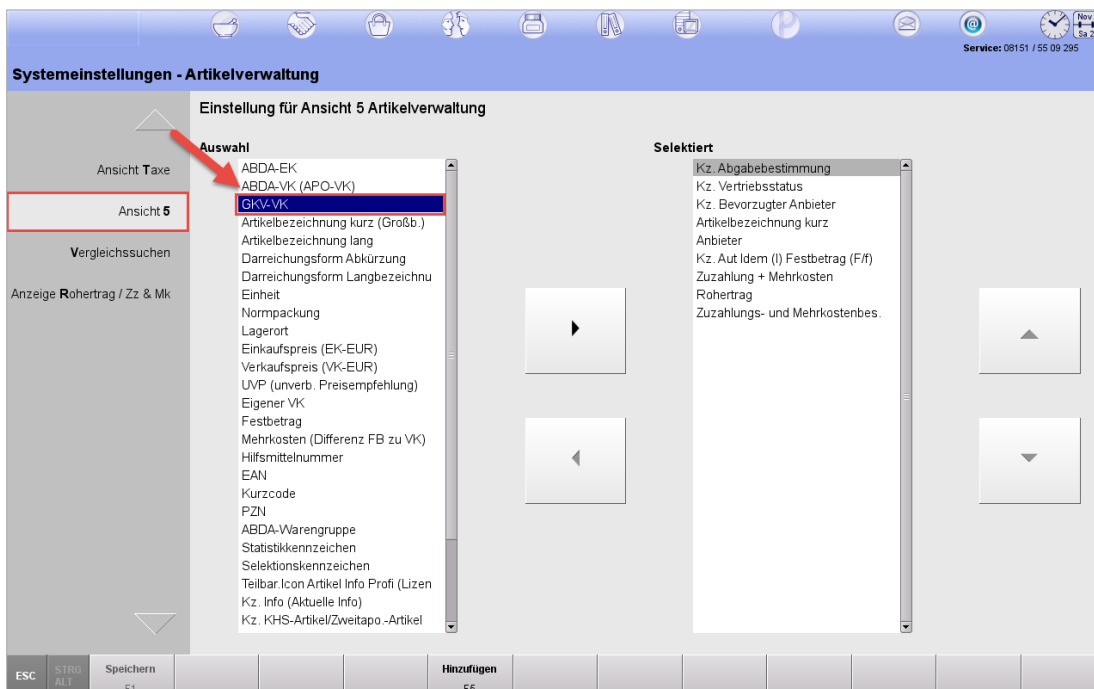 Nov
Sa 2
Service: 08151 / 55 09 295
Systemeinstellungen - Artikelverwaltung
Einstellung für Ansicht 5 Artikelverwaltung
Ansicht Taxe
Ansicht 5
Vergleichssuchen
Anzeige Rohertrag / Zz & Mk
Auswahl
ABDA-EK
ABDA-VK (APO-VK)
GKV-VK
Artikelbezeichnung kurz (Großb.)
Artikelbezeichnung lang
Darreichungsform Abkürzung
Darreichungsform Langbezeichnu
Einheit
Normpackung
Lagerort
Einkaufspreis (EK-EUR)
Verkaufspreis (VK-EUR)
UVP (unverb. Preisempfehlung)
Eigener VK
Festbetrag
Mehrkosten (Differenz FB zu VK)
Hilfsmittelnummer
EAN
Kurzcode
PZN
ABDA-Warengruppe
Statistikkennzeichen
Selektionskennzeichen
Teilbar.Icon Artikel Info Profi (Lizen
Kz. Info (Aktuelle Info)
Kz. KHS-Artikel/Zweitapo.-Artikel
Selektiert
Kz. Abgabebestimmung
Kz. Vertriebsstatus
Kz. Bevorzugter Anbieter
Artikelbezeichnung kurz
Anbieter
Kz. Aut Idem (I) Festbetrag (F/f)
Zuzahlung + Mehrkosten
Rohertrag
Zuzahlungs- und Mehrkostenbes.
ESC
STRG
ALT
Speichern
F1
Hinzufügen
F5